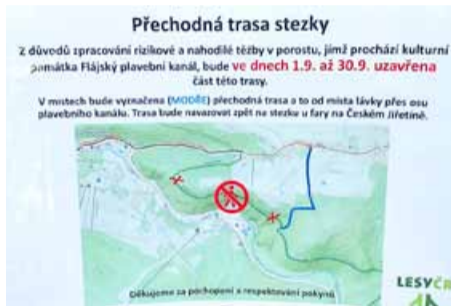 Přechodná trasa stezky
Z důvodů zpracování rizikové a nahodilé těžby v porostu, jímž prochází kulturní
památka Flájský plavební kanál, bude ve dnech 1.9. až 30.9. uzavřena
část této trasy.
V místech bude vyznačena (MODŘE) přechodná trasa a to od místa lávky přes osu
plavebního kanálu. Trasa bude navazovat zpět na stezku u fary na Českém Jiřetíně.
Děkujeme za pochopení a respektování pokynů
LESY ČR